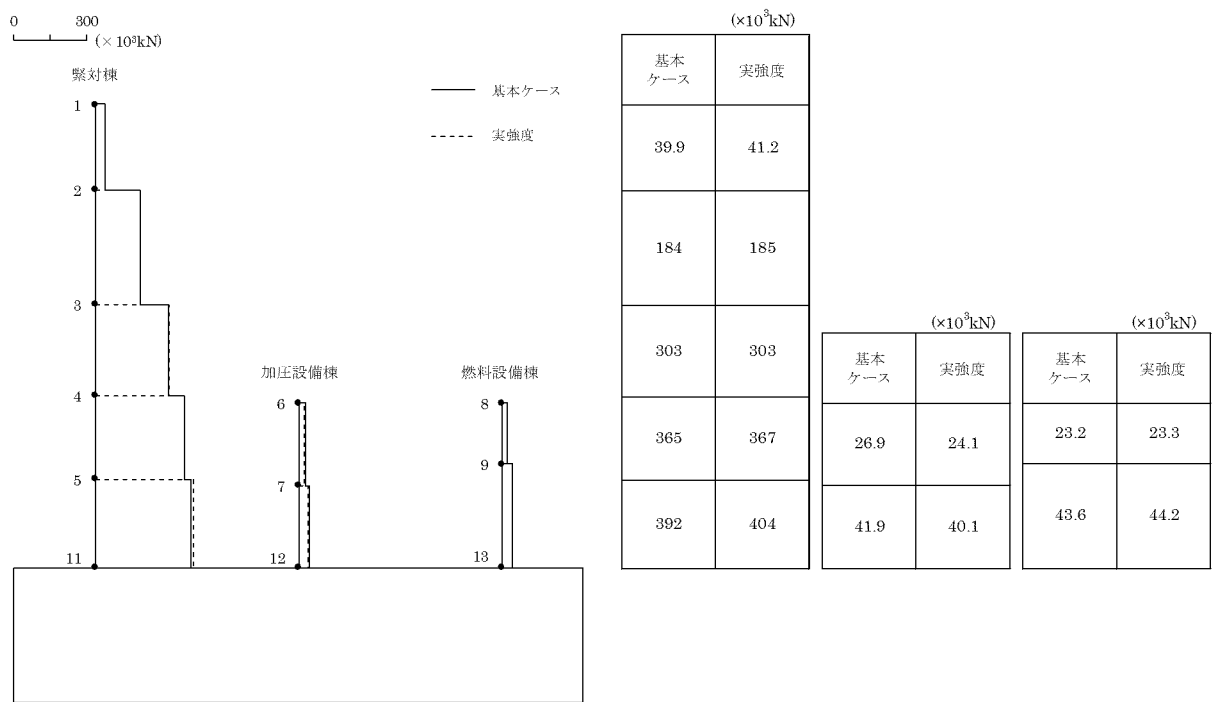 0 300
(×10³kN)
緊対棟
1
2
3
4
5
11
基本ケース
実強度
加圧設備棟
6
7
12
燃料設備棟
8
9
13
(×10³kN)
基本
ケース
実強度
39.9 41.2
184 185
303 303
365 367
392 404
(×10³kN)
基本
ケース
実強度
26.9 24.1
41.9 40.1
(×10³kN)
基本
ケース
実強度
23.2 23.3
43.6 44.2